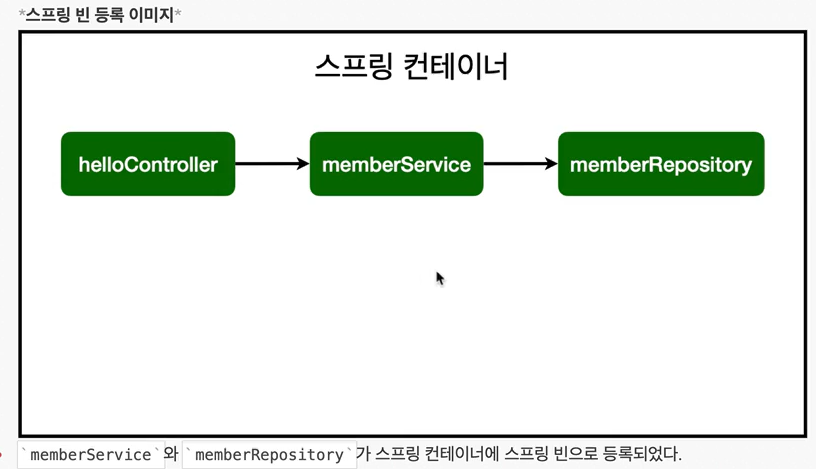 *스프링 빈 등록 이미지*
스프링 컨테이너
helloController memberService memberRepository
`memberService`와 `memberRepository`가 스프링 컨테이너에 스프링 빈으로 등록되었다.